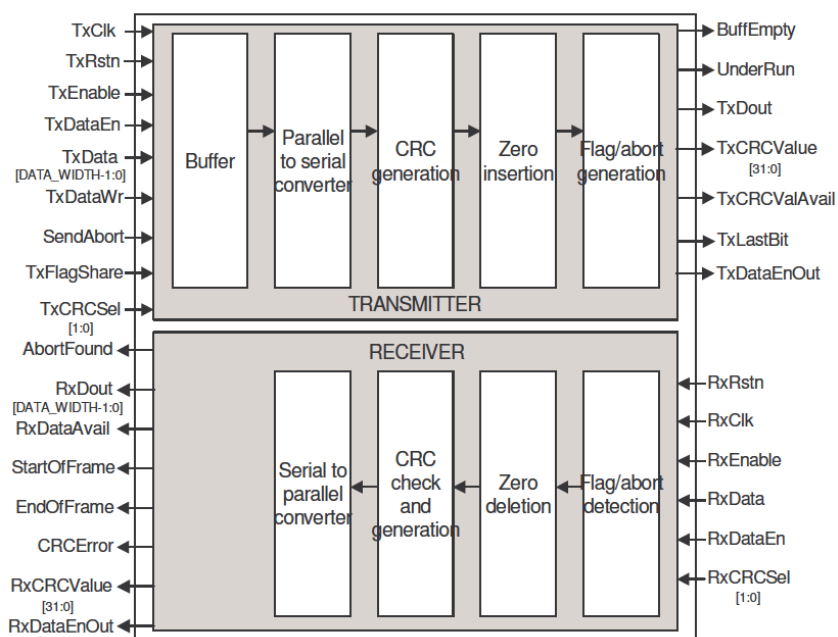 TxClk
TxRstn
TxEnable
TxDataEn
TxData
[DATA_WIDTH-1:0]
TxDataWr
SendAbort
TxFlagShare
TxCRCSel
[1:0]
Buffer
Parallel
to serial
converter
CRC
generation
Zero
insertion
Flag/abort
generation
TRANSMITTER
BuffEmpty
UnderRun
TxDout
TxCRCValue
[31:0]
TxCRCValAvail
TxLastBit
TxDataEnOut
AbortFound
RxDout
[DATA_WIDTH-1:0]
RxDataAvail
StartOfFrame
EndOfFrame
CRCError
RxCRCValue
[31:0]
RxDataEnOut
RECEIVER
Serial to
parallel
converter
CRC
check
and
generation
Zero
deletion
Flag/abort
detection
RxRstn
RxClk
RxEnable
RxData
RxDataEn
RxCRCSel
[1:0]